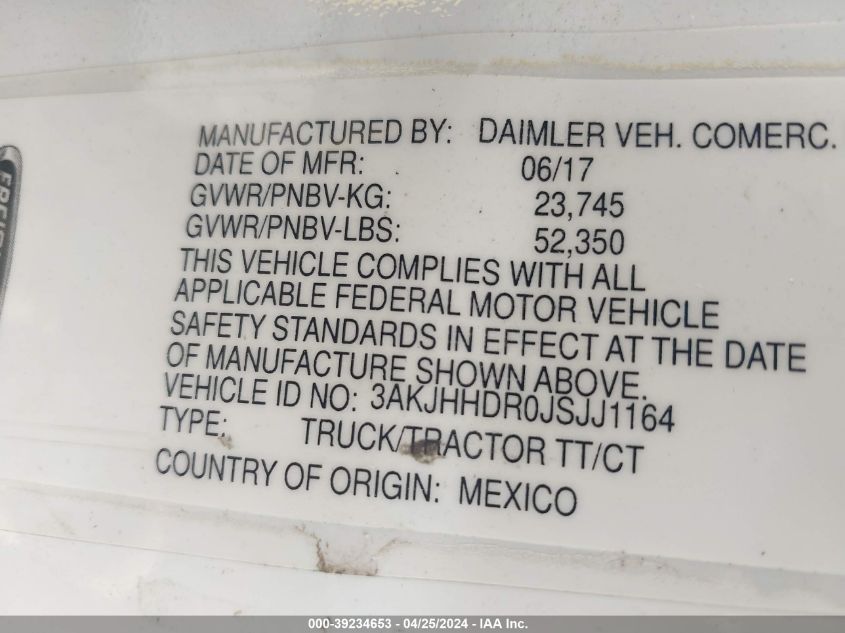 MANUFACTURED BY: DAIMLER VEH. COMERC.
DATE OF MFR: 06/17
GVWR/PNBV-KG: 23,745
GVWR/PNBV-LBS: 52,350
THIS VEHICLE COMPLIES WITH ALL
APPLICABLE FEDERAL MOTOR VEHICLE
SAFETY STANDARDS IN EFFECT AT THE DATE
OF MANUFACTURE SHOWN ABOVE.
VEHICLE ID NO: 3AKJHHDR0JSJJ1164
TYPE: TRUCK/TRACTOR TT/CT
COUNTRY OF ORIGIN: MEXICO
000-39234653 - 04/25/2024 - IAA Inc.